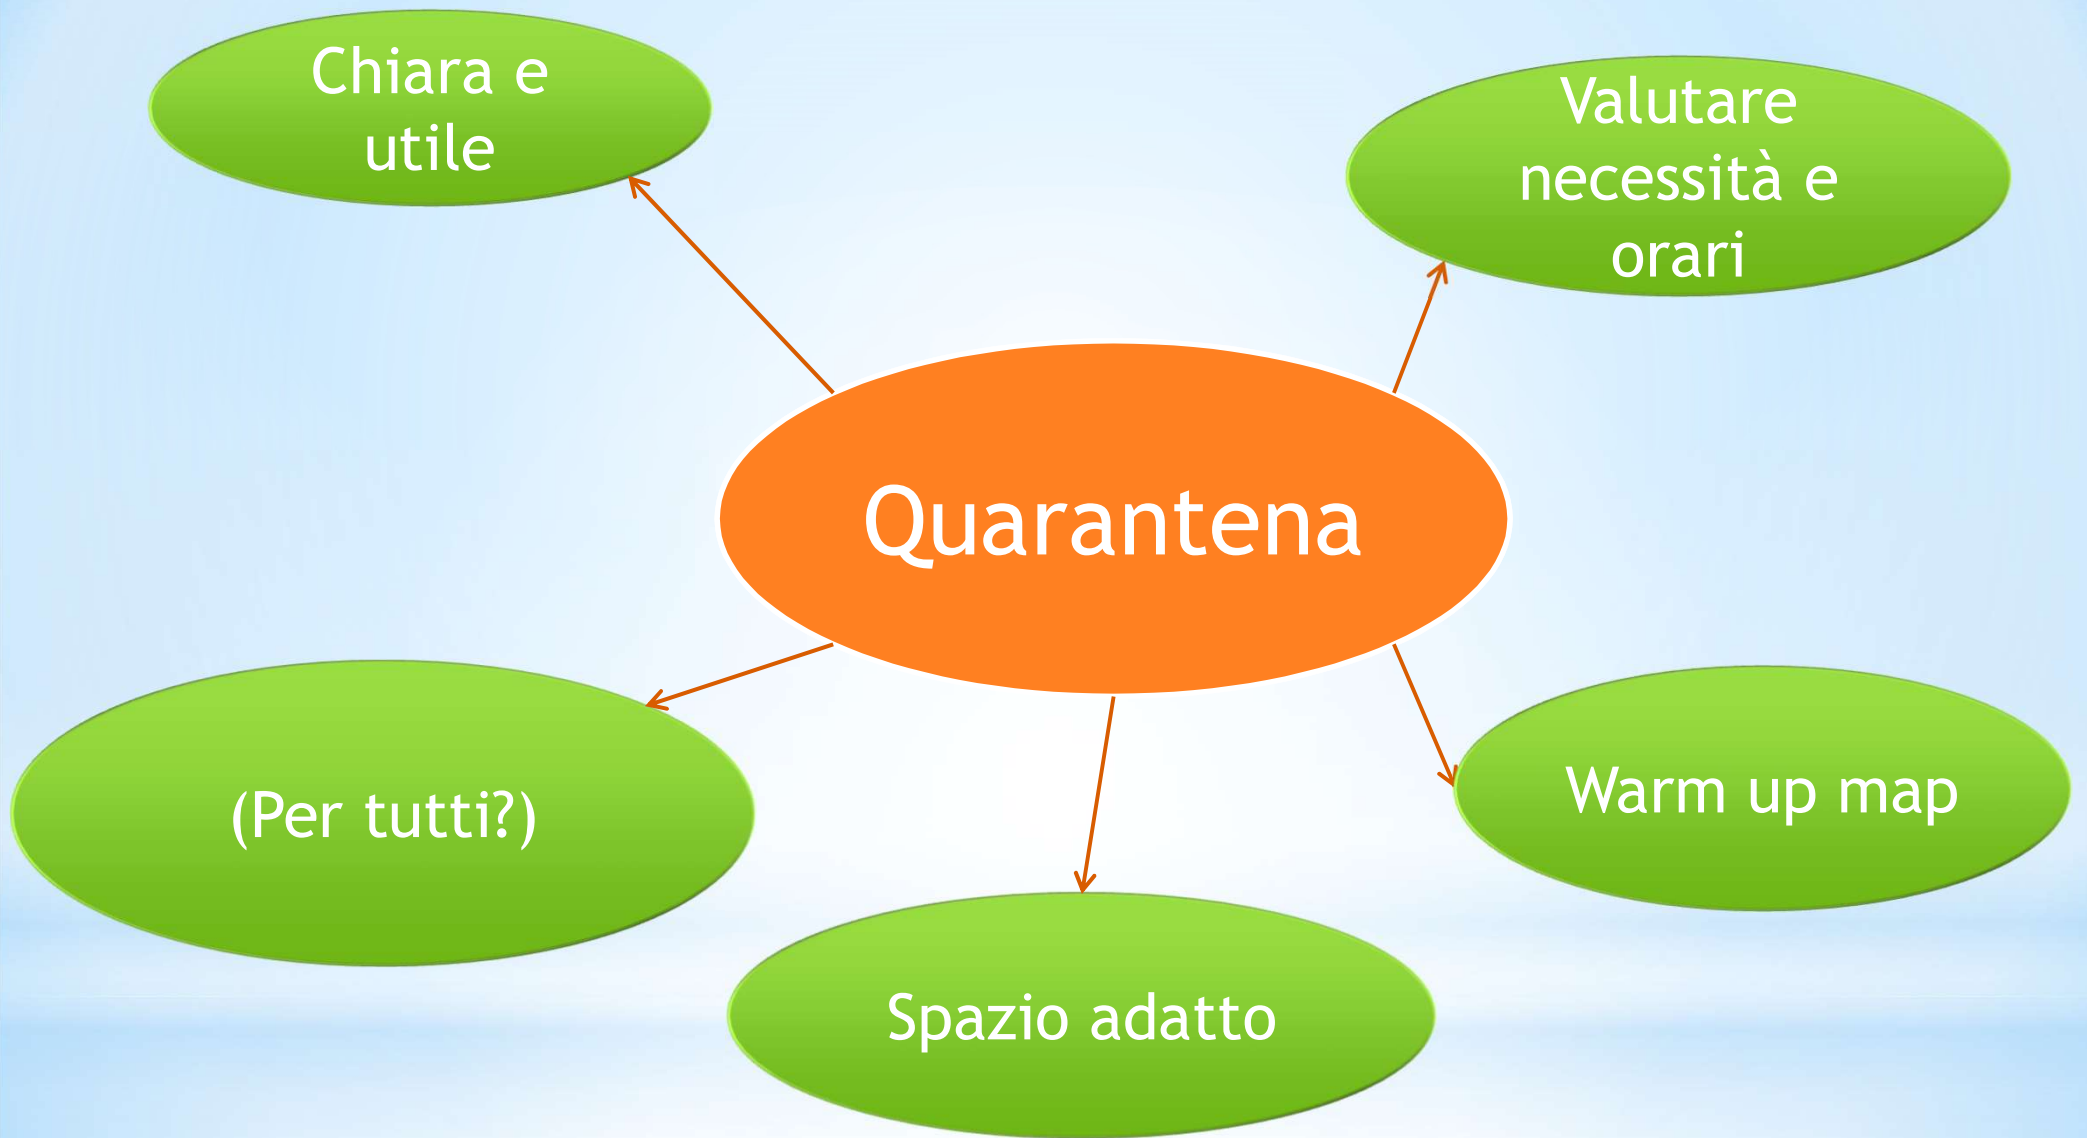 Chiara e
utile
Valutare
necessità e
orari
Quarantena
(Per tutti?)
Warm up map
Spazio adatto